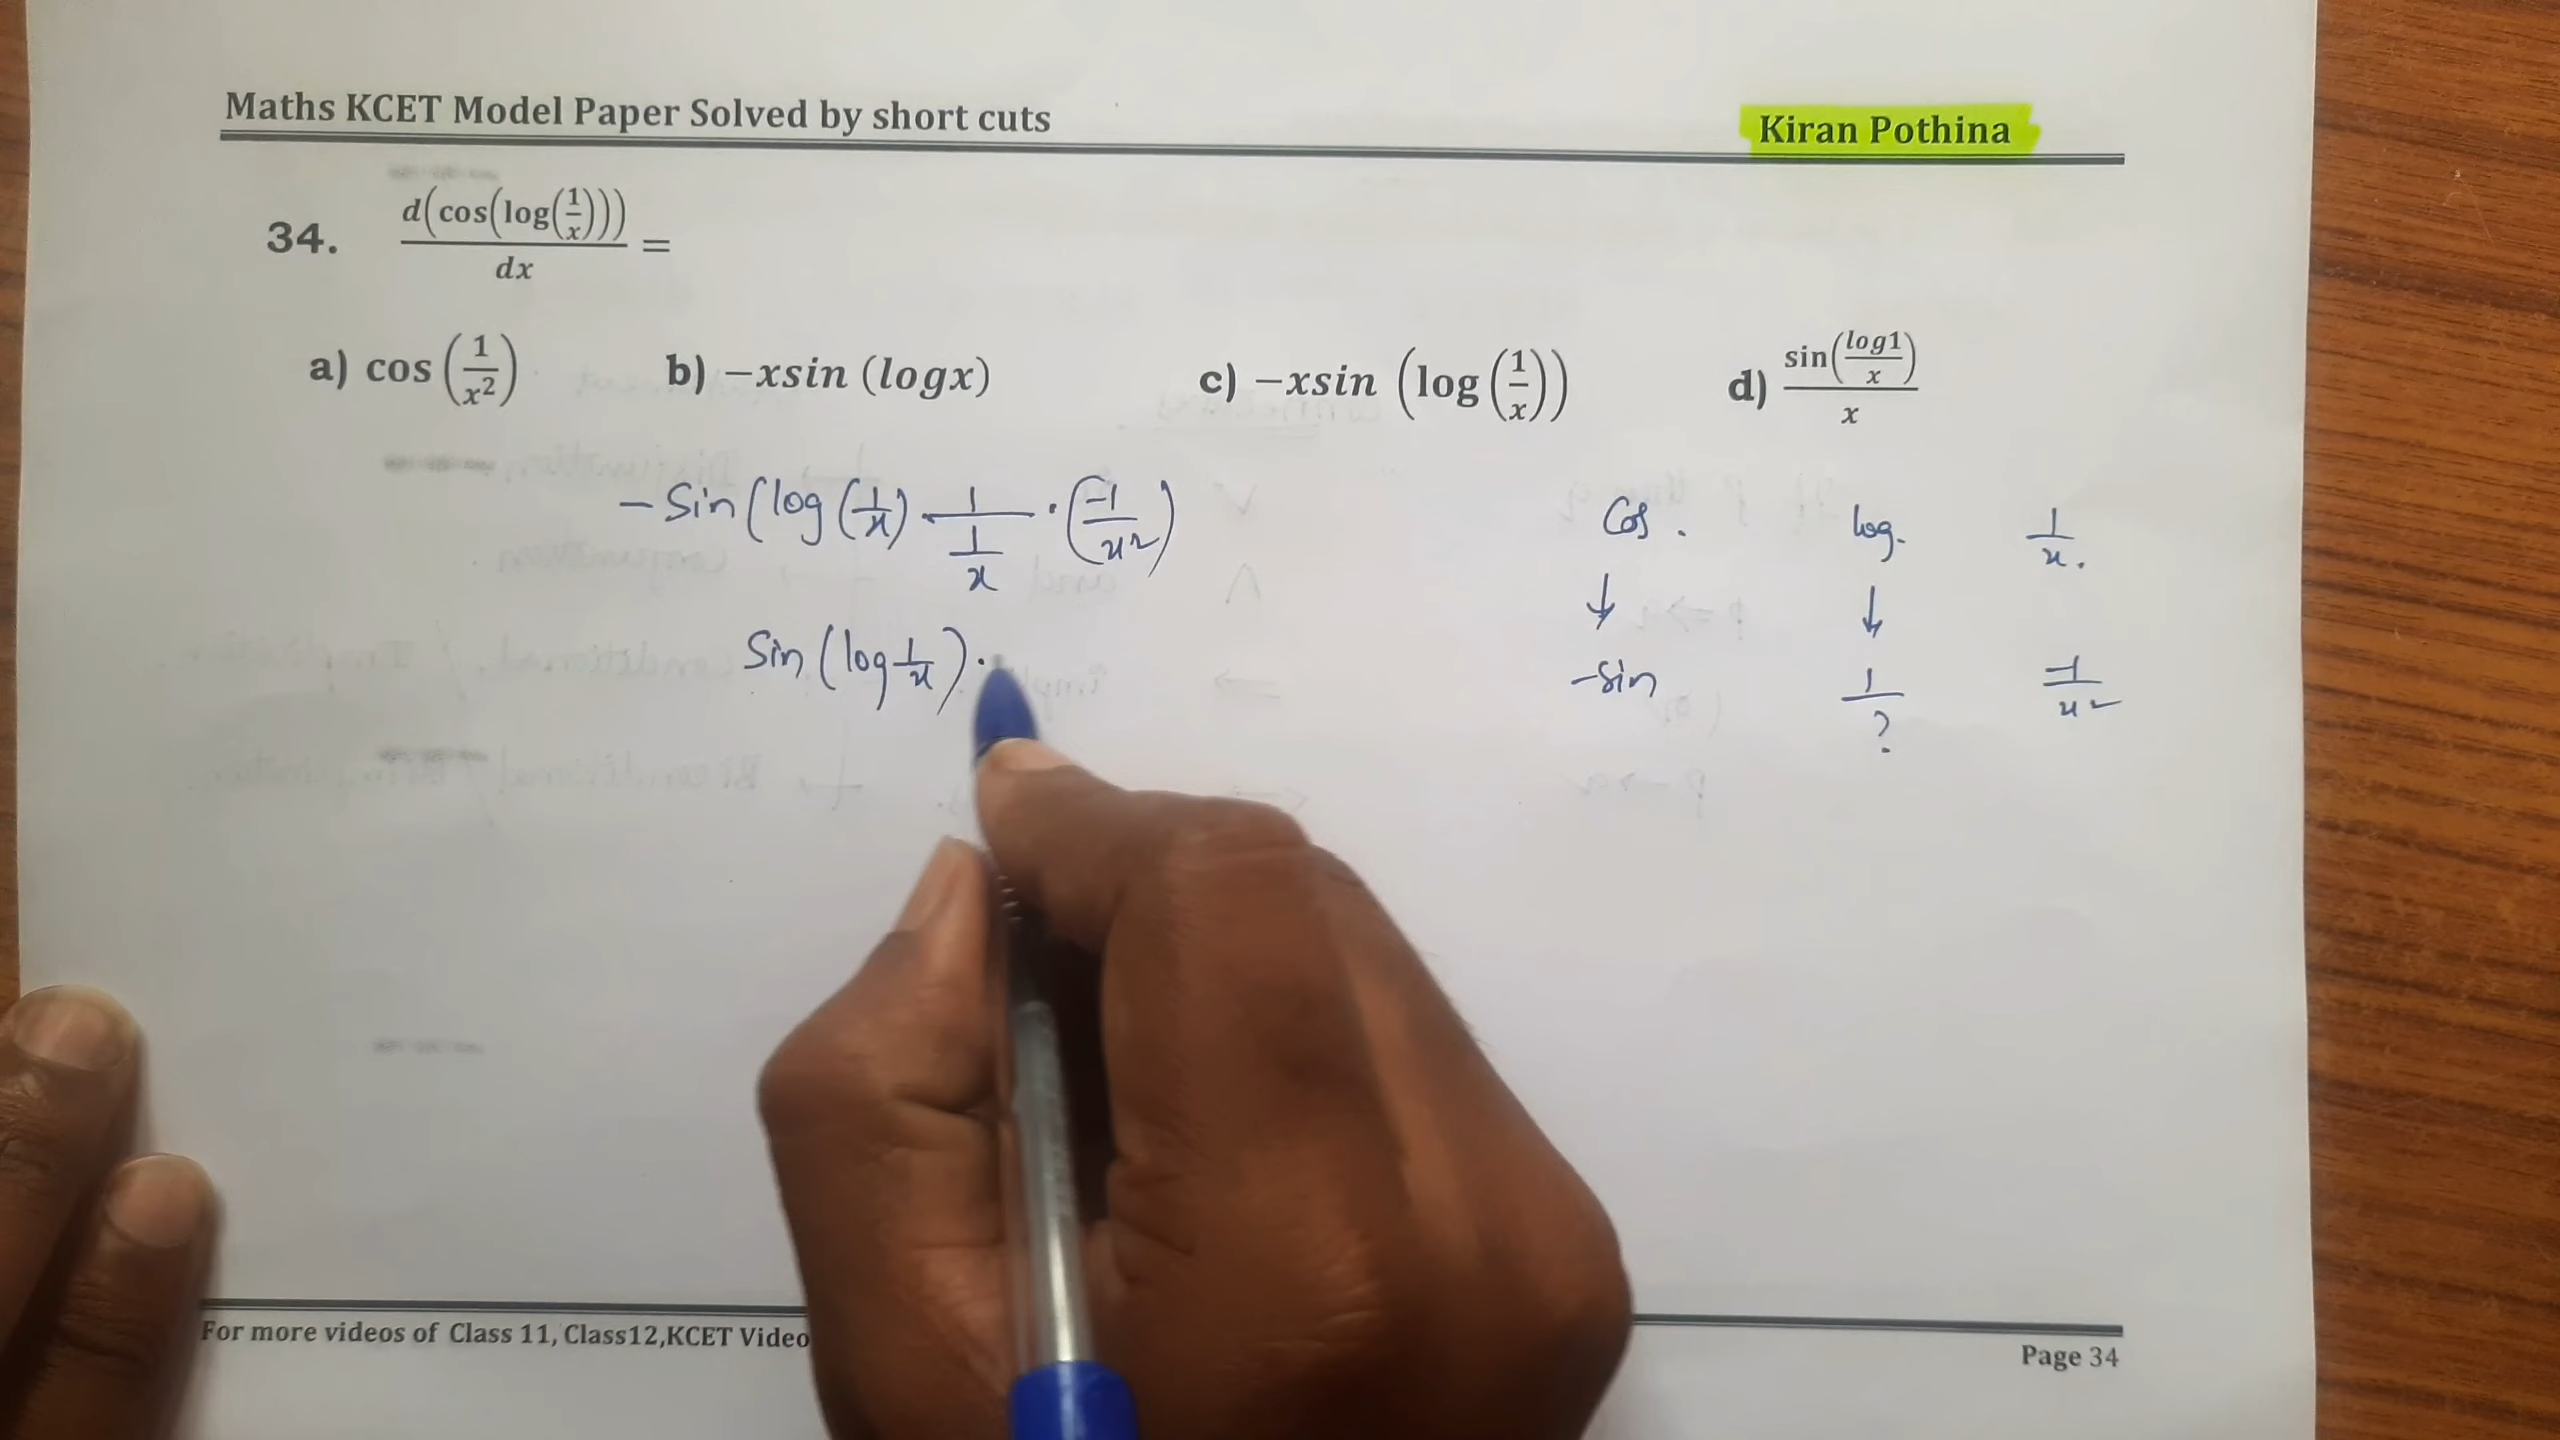 Maths KCET Model Paper Solved by short cuts
Kiran Pothina
34. d(cos(log(1/x)))/dx =
a) cos (1/x²) b) −xsin (logx) c) −xsin (log (1/x)) d) sin(log1/x)/x
− Sin (log (1/x) . 1/(1/x) . (−1/x²)
Cos . log . 1/x .
↓ ↓
Sin (log 1/x) .
−Sin 1/? −1/x²
For more videos of Class 11, Class12,KCET Video
Page 34